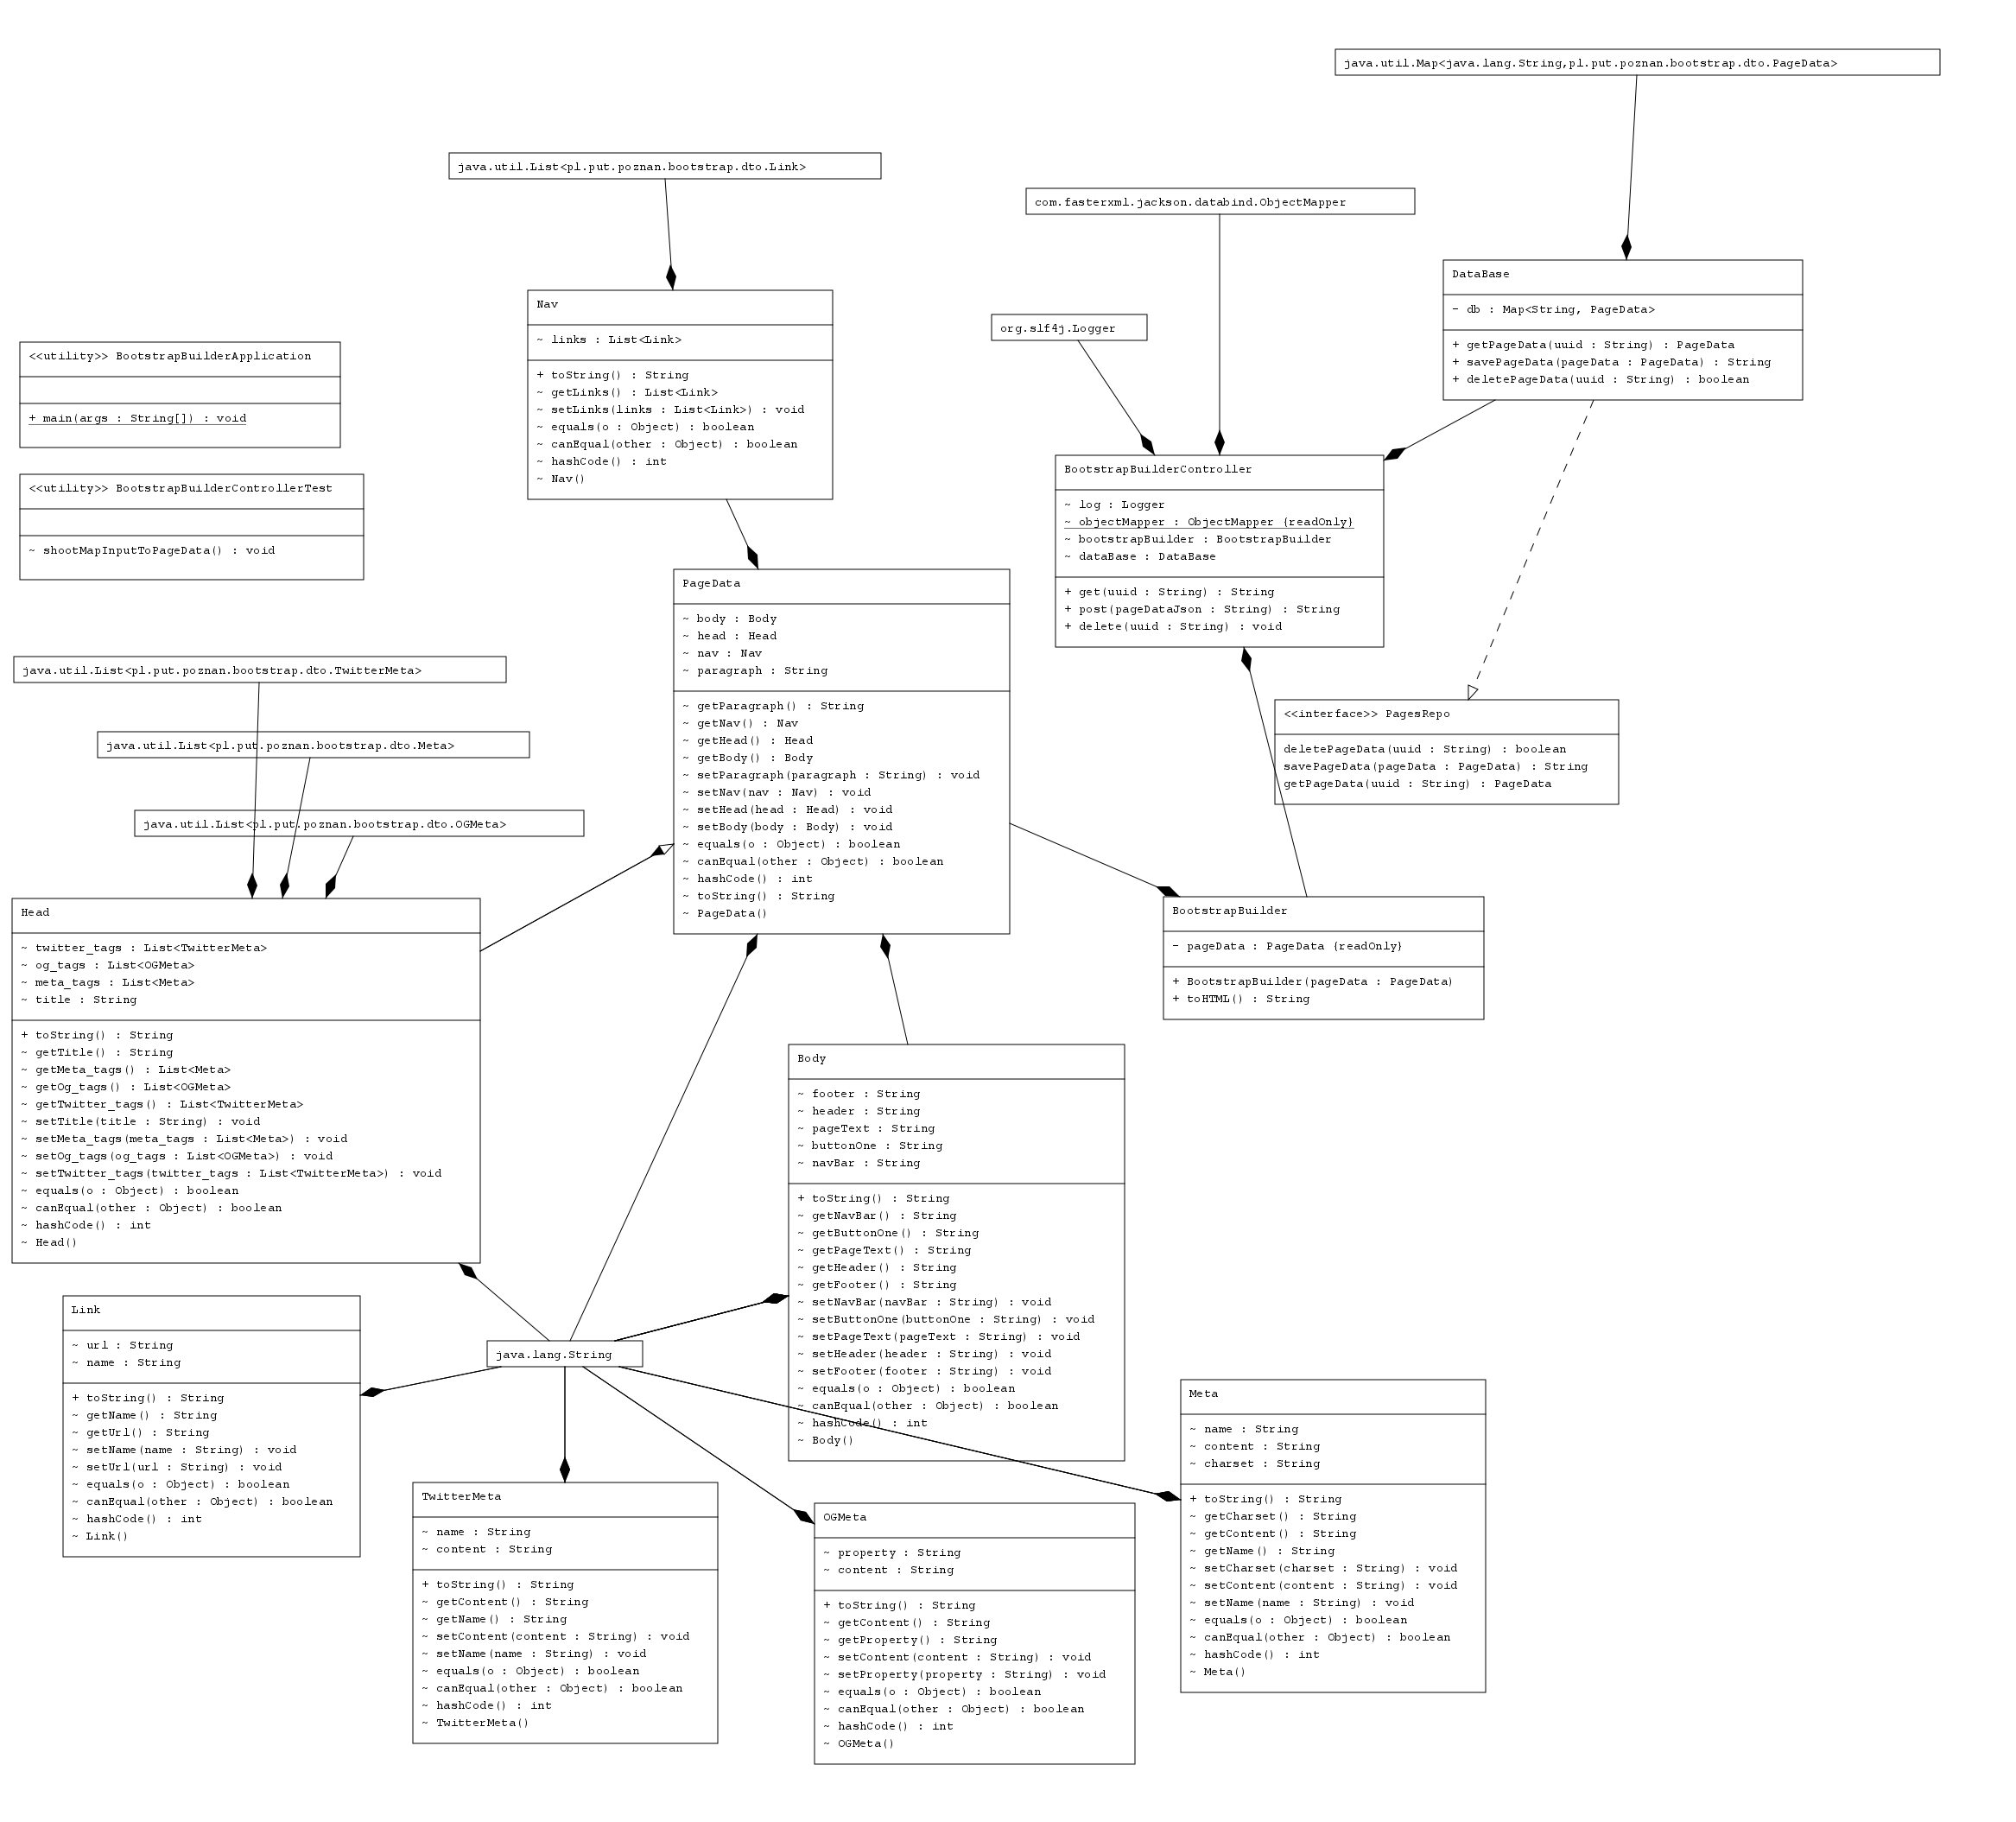 java.util.Map<java.lang.String,pl.put.poznan.bootstrap.dto.PageData>
java.util.List<pl.put.poznan.bootstrap.dto.Link>
com.fasterxml.jackson.databind.ObjectMapper
DataBase
- db : Map<String, PageData>
+ getPageData(uuid : String) : PageData
+ savePageData(pageData : PageData) : String
+ deletePageData(uuid : String) : boolean
Nav
~ links : List<Link>
+ toString() : String
~ getLinks() : List<Link>
~ setLinks(links : List<Link>) : void
~ equals(o : Object) : boolean
~ canEqual(other : Object) : boolean
~ hashCode() : int
~ Nav()
org.slf4j.Logger
<<utility>> BootstrapBuilderApplication
+ main(args : String[]) : void
<<utility>> BootstrapBuilderControllerTest
~ shootMapInputToPageData() : void
BootstrapBuilderController
~ log : Logger
~ objectMapper : ObjectMapper {readOnly}
~ bootstrapBuilder : BootstrapBuilder
~ dataBase : DataBase
+ get(uuid : String) : String
+ post(pageDataJson : String) : String
+ delete(uuid : String) : void
PageData
~ body : Body
~ head : Head
~ nav : Nav
~ paragraph : String
~ getParagraph() : String
~ getNav() : Nav
~ getHead() : Head
~ getBody() : Body
~ setParagraph(paragraph : String) : void
~ setNav(nav : Nav) : void
~ setHead(head : Head) : void
~ setBody(body : Body) : void
~ equals(o : Object) : boolean
~ canEqual(other : Object) : boolean
~ hashCode() : int
~ toString() : String
~ PageData()
java.util.List<pl.put.poznan.bootstrap.dto.TwitterMeta>
java.util.List<pl.put.poznan.bootstrap.dto.Meta>
java.util.List<pl.put.poznan.bootstrap.dto.OGMeta>
<<interface>> PagesRepo
deletePageData(uuid : String) : boolean
savePageData(pageData : PageData) : String
getPageData(uuid : String) : PageData
Head
~ twitter_tags : List<TwitterMeta>
~ og_tags : List<OGMeta>
~ meta_tags : List<Meta>
~ title : String
+ toString() : String
~ getTitle() : String
~ getMeta_tags() : List<Meta>
~ getOg_tags() : List<OGMeta>
~ getTwitter_tags() : List<TwitterMeta>
~ setTitle(title : String) : void
~ setMeta_tags(meta_tags : List<Meta>) : void
~ setOg_tags(og_tags : List<OGMeta>) : void
~ setTwitter_tags(twitter_tags : List<TwitterMeta>) : void
~ equals(o : Object) : boolean
~ canEqual(other : Object) : boolean
~ hashCode() : int
~ Head()
BootstrapBuilder
- pageData : PageData {readOnly}
+ BootstrapBuilder(pageData : PageData)
+ toHTML() : String
Body
~ footer : String
~ header : String
~ pageText : String
~ buttonOne : String
~ navBar : String
+ toString() : String
~ getNavBar() : String
~ getButtonOne() : String
~ getPageText() : String
~ getHeader() : String
~ getFooter() : String
~ setNavBar(navBar : String) : void
~ setButtonOne(buttonOne : String) : void
~ setPageText(pageText : String) : void
~ setHeader(header : String) : void
~ setFooter(footer : String) : void
~ equals(o : Object) : boolean
~ canEqual(other : Object) : boolean
~ hashCode() : int
~ Body()
Link
~ url : String
~ name : String
+ toString() : String
~ getName() : String
~ getUrl() : String
~ setName(name : String) : void
~ setUrl(url : String) : void
~ equals(o : Object) : boolean
~ canEqual(other : Object) : boolean
~ hashCode() : int
~ Link()
java.lang.String
TwitterMeta
~ name : String
~ content : String
+ toString() : String
~ getContent() : String
~ getName() : String
~ setContent(content : String) : void
~ setName(name : String) : void
~ equals(o : Object) : boolean
~ canEqual(other : Object) : boolean
~ hashCode() : int
~ TwitterMeta()
OGMeta
~ property : String
~ content : String
+ toString() : String
~ getContent() : String
~ getProperty() : String
~ setContent(content : String) : void
~ setProperty(property : String) : void
~ equals(o : Object) : boolean
~ canEqual(other : Object) : boolean
~ hashCode() : int
~ OGMeta()
Meta
~ name : String
~ content : String
~ charset : String
+ toString() : String
~ getCharset() : String
~ getContent() : String
~ getName() : String
~ setCharset(charset : String) : void
~ setContent(content : String) : void
~ setName(name : String) : void
~ equals(o : Object) : boolean
~ canEqual(other : Object) : boolean
~ hashCode() : int
~ Meta()